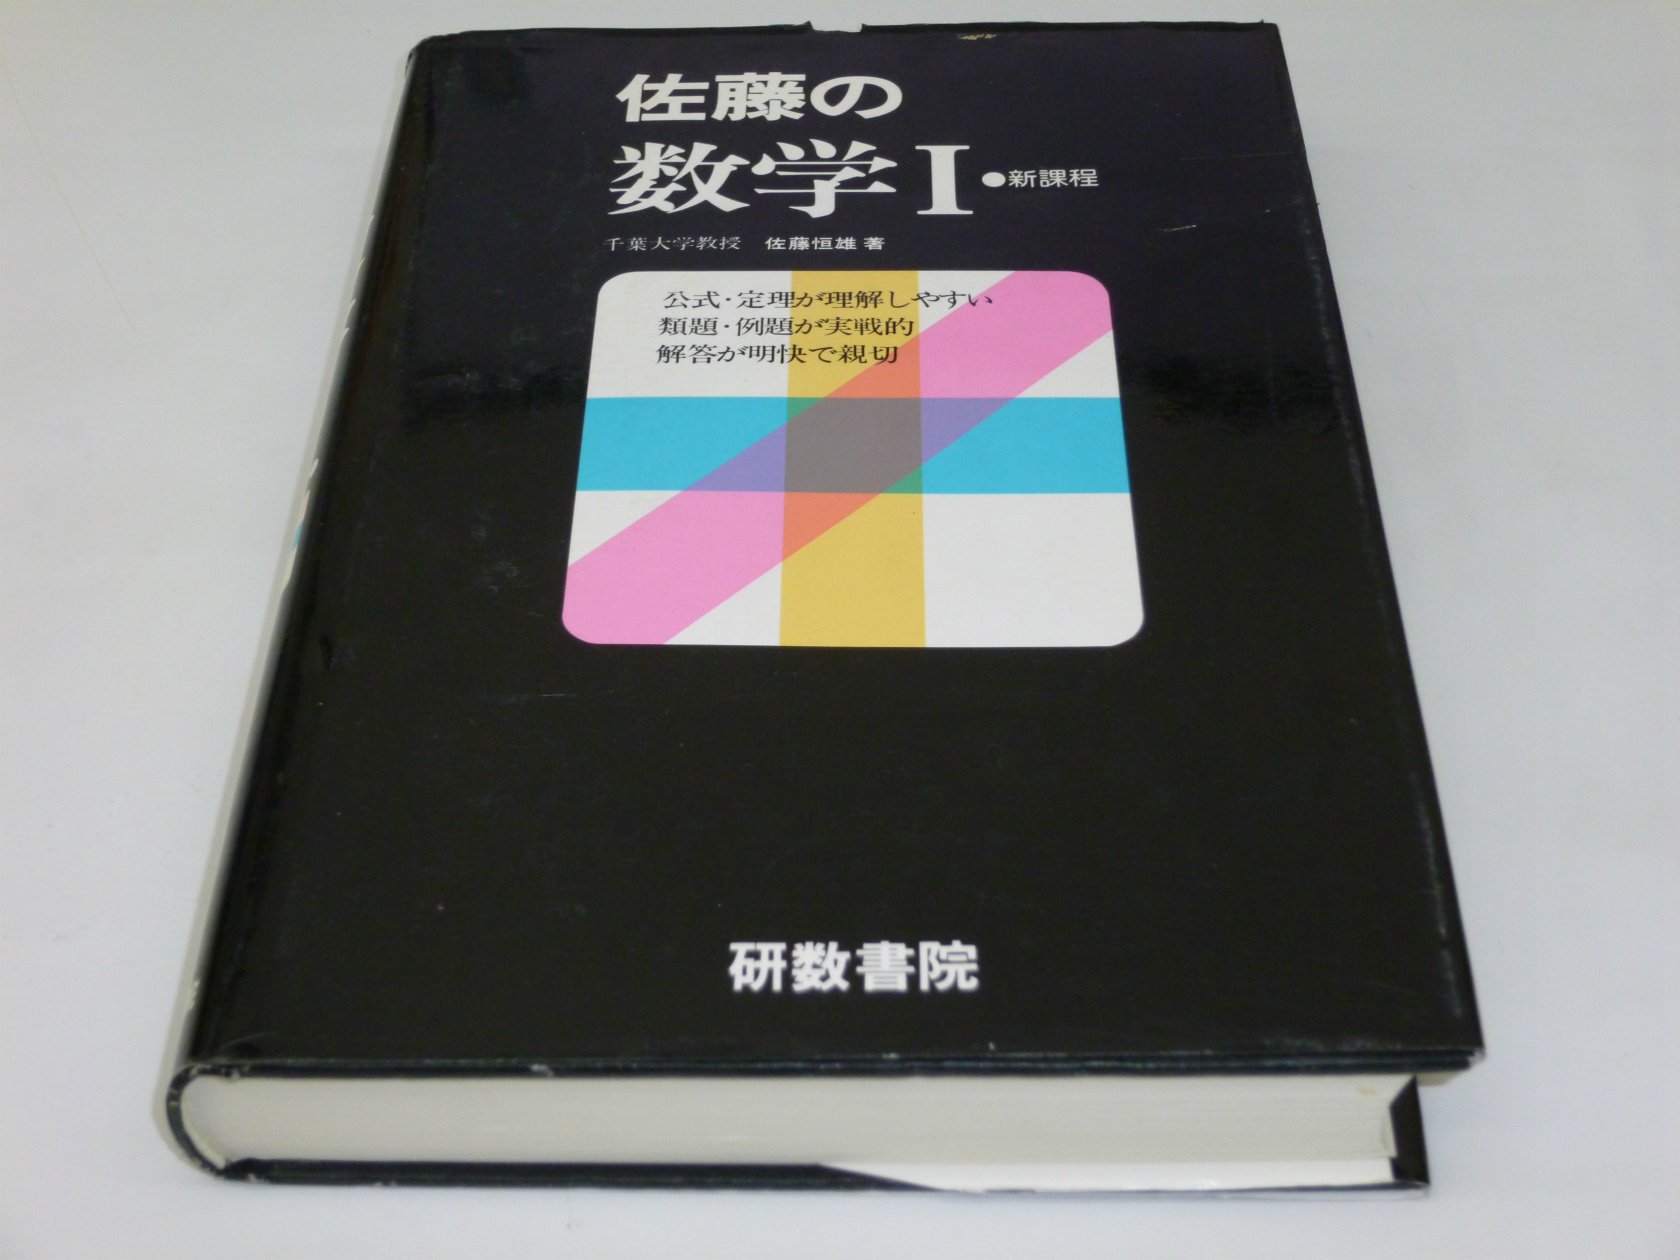 佐藤の
数学I●新課程
千葉大学教授 佐藤恒雄 著
公式・定理が理解しやすい
類題・例題が実戦的
解答が明快で親切
研数書院